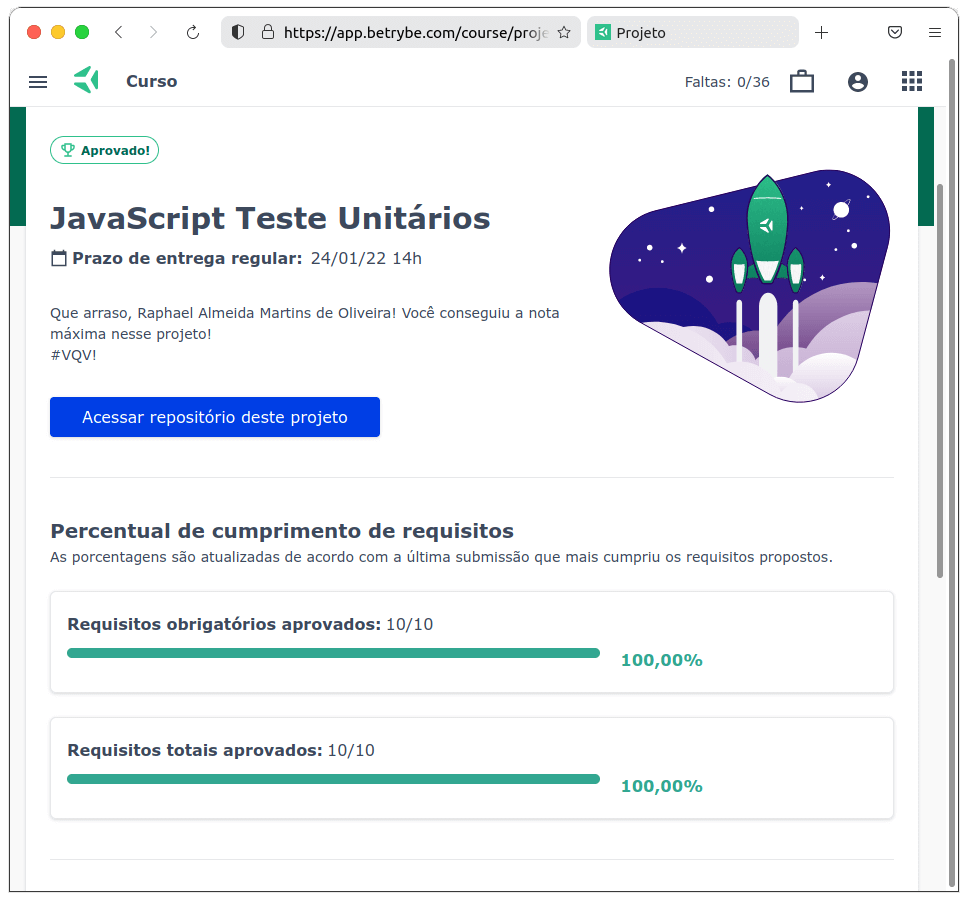 https://app.betrybe.com/course/proje
Projeto
Curso
Faltas: 0/36
Aprovado!
JavaScript Teste Unitários
Prazo de entrega regular: 24/01/22 14h
Que arraso, Raphael Almeida Martins de Oliveira! Você conseguiu a nota
máxima nesse projeto!
#VQV!
Acessar repositório deste projeto
Percentual de cumprimento de requisitos
As porcentagens são atualizadas de acordo com a última submissão que mais cumpriu os requisitos propostos.
Requisitos obrigatórios aprovados: 10/10
100,00%
Requisitos totais aprovados: 10/10
100,00%